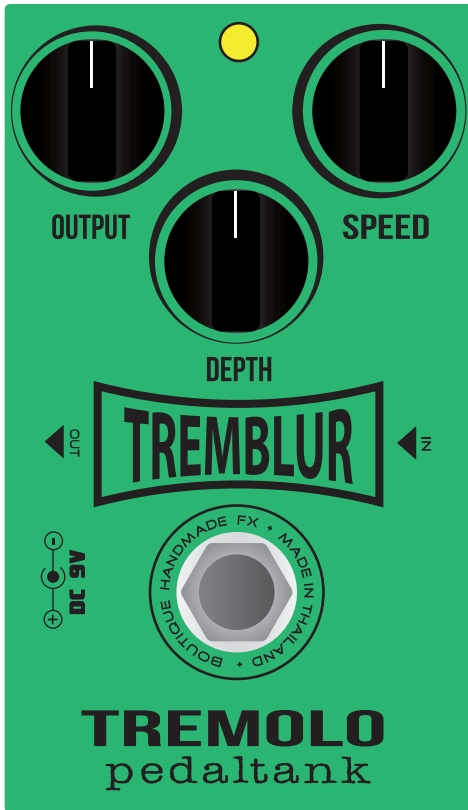 OUTPUT
SPEED
DEPTH
OUT
TREMBLUR
IN
BOUTIQUE HANDMADE FX + MADE IN THAILAND +
- +
DC 9V
TREMOLO
pedaltank